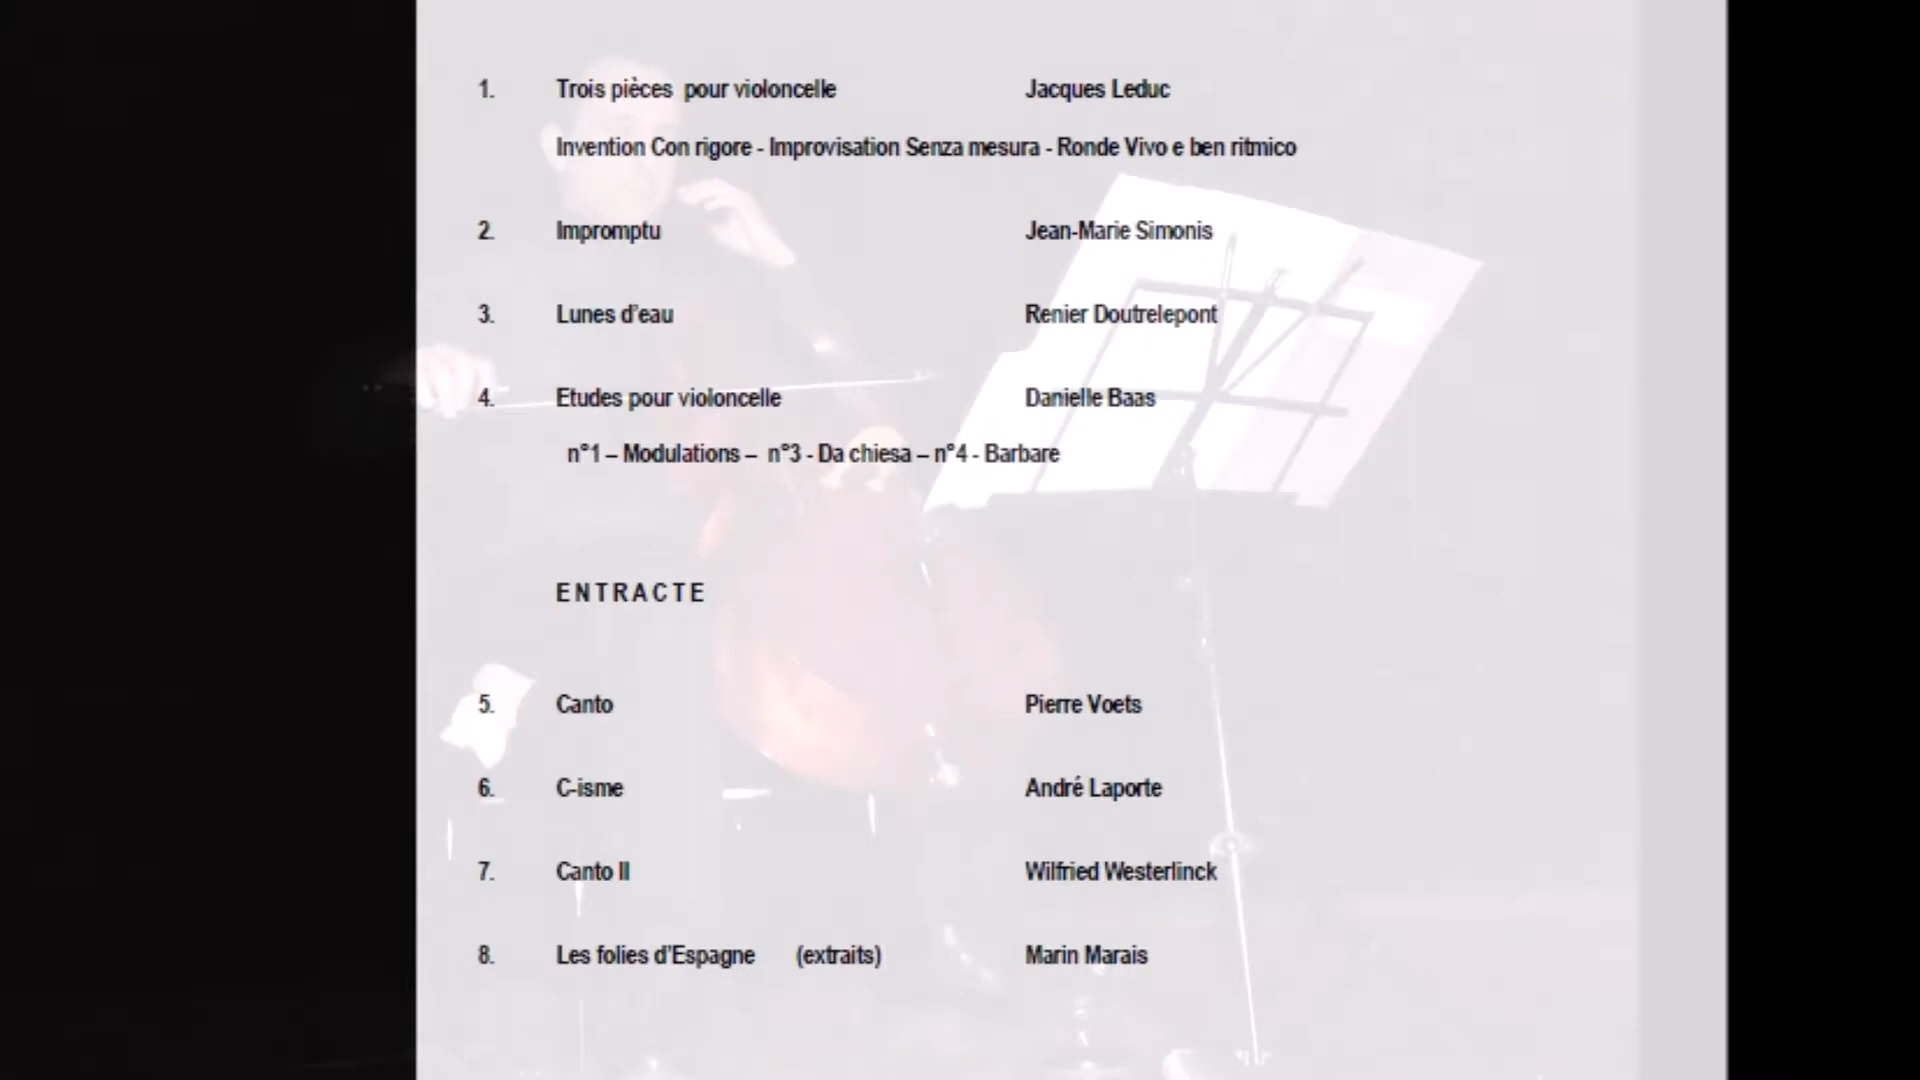 1. Trois pièces pour violoncelle Jacques Leduc
Invention Con rigore - Improvisation Senza mesura - Ronde Vivo e ben ritmico
2. Impromptu Jean-Marie Simonis
3. Lunes d'eau Renier Doutrelepont
4. Etudes pour violoncelle Danielle Baas
n°1 – Modulations – n°3 - Da chiesa – n°4 - Barbare
ENTRACTE
5. Canto Pierre Voets
6. C-isme André Laporte
7. Canto II Wilfried Westerlinck
8. Les folies d'Espagne (extraits) Marin Marais